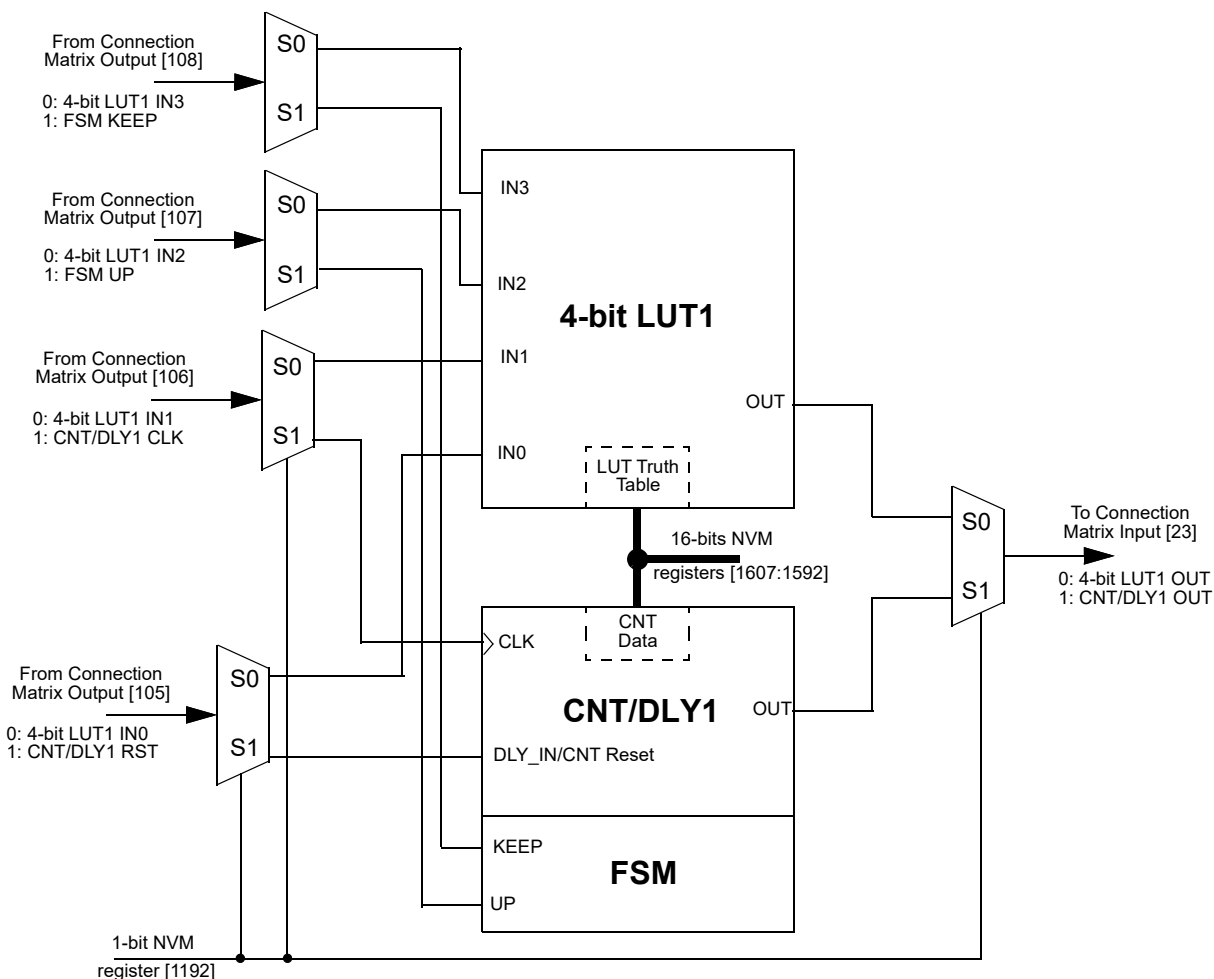 From Connection
Matrix Output [108]
0: 4-bit LUT1 IN3
1: FSM KEEP
S0
S1
From Connection
Matrix Output [107]
0: 4-bit LUT1 IN2
1: FSM UP
S0
S1
From Connection
Matrix Output [106]
0: 4-bit LUT1 IN1
1: CNT/DLY1 CLK
S0
S1
IN3
IN2
IN1
IN0
4-bit LUT1
OUT
LUT Truth
Table
16-bits NVM
registers [1607:1592]
S0
S1
To Connection
Matrix Input [23]
0: 4-bit LUT1 OUT
1: CNT/DLY1 OUT
From Connection
Matrix Output [105]
0: 4-bit LUT1 IN0
1: CNT/DLY1 RST
S0
S1
CNT
Data
CLK
CNT/DLY1
OUT
DLY_IN/CNT Reset
KEEP
FSM
UP
1-bit NVM
register [1192]